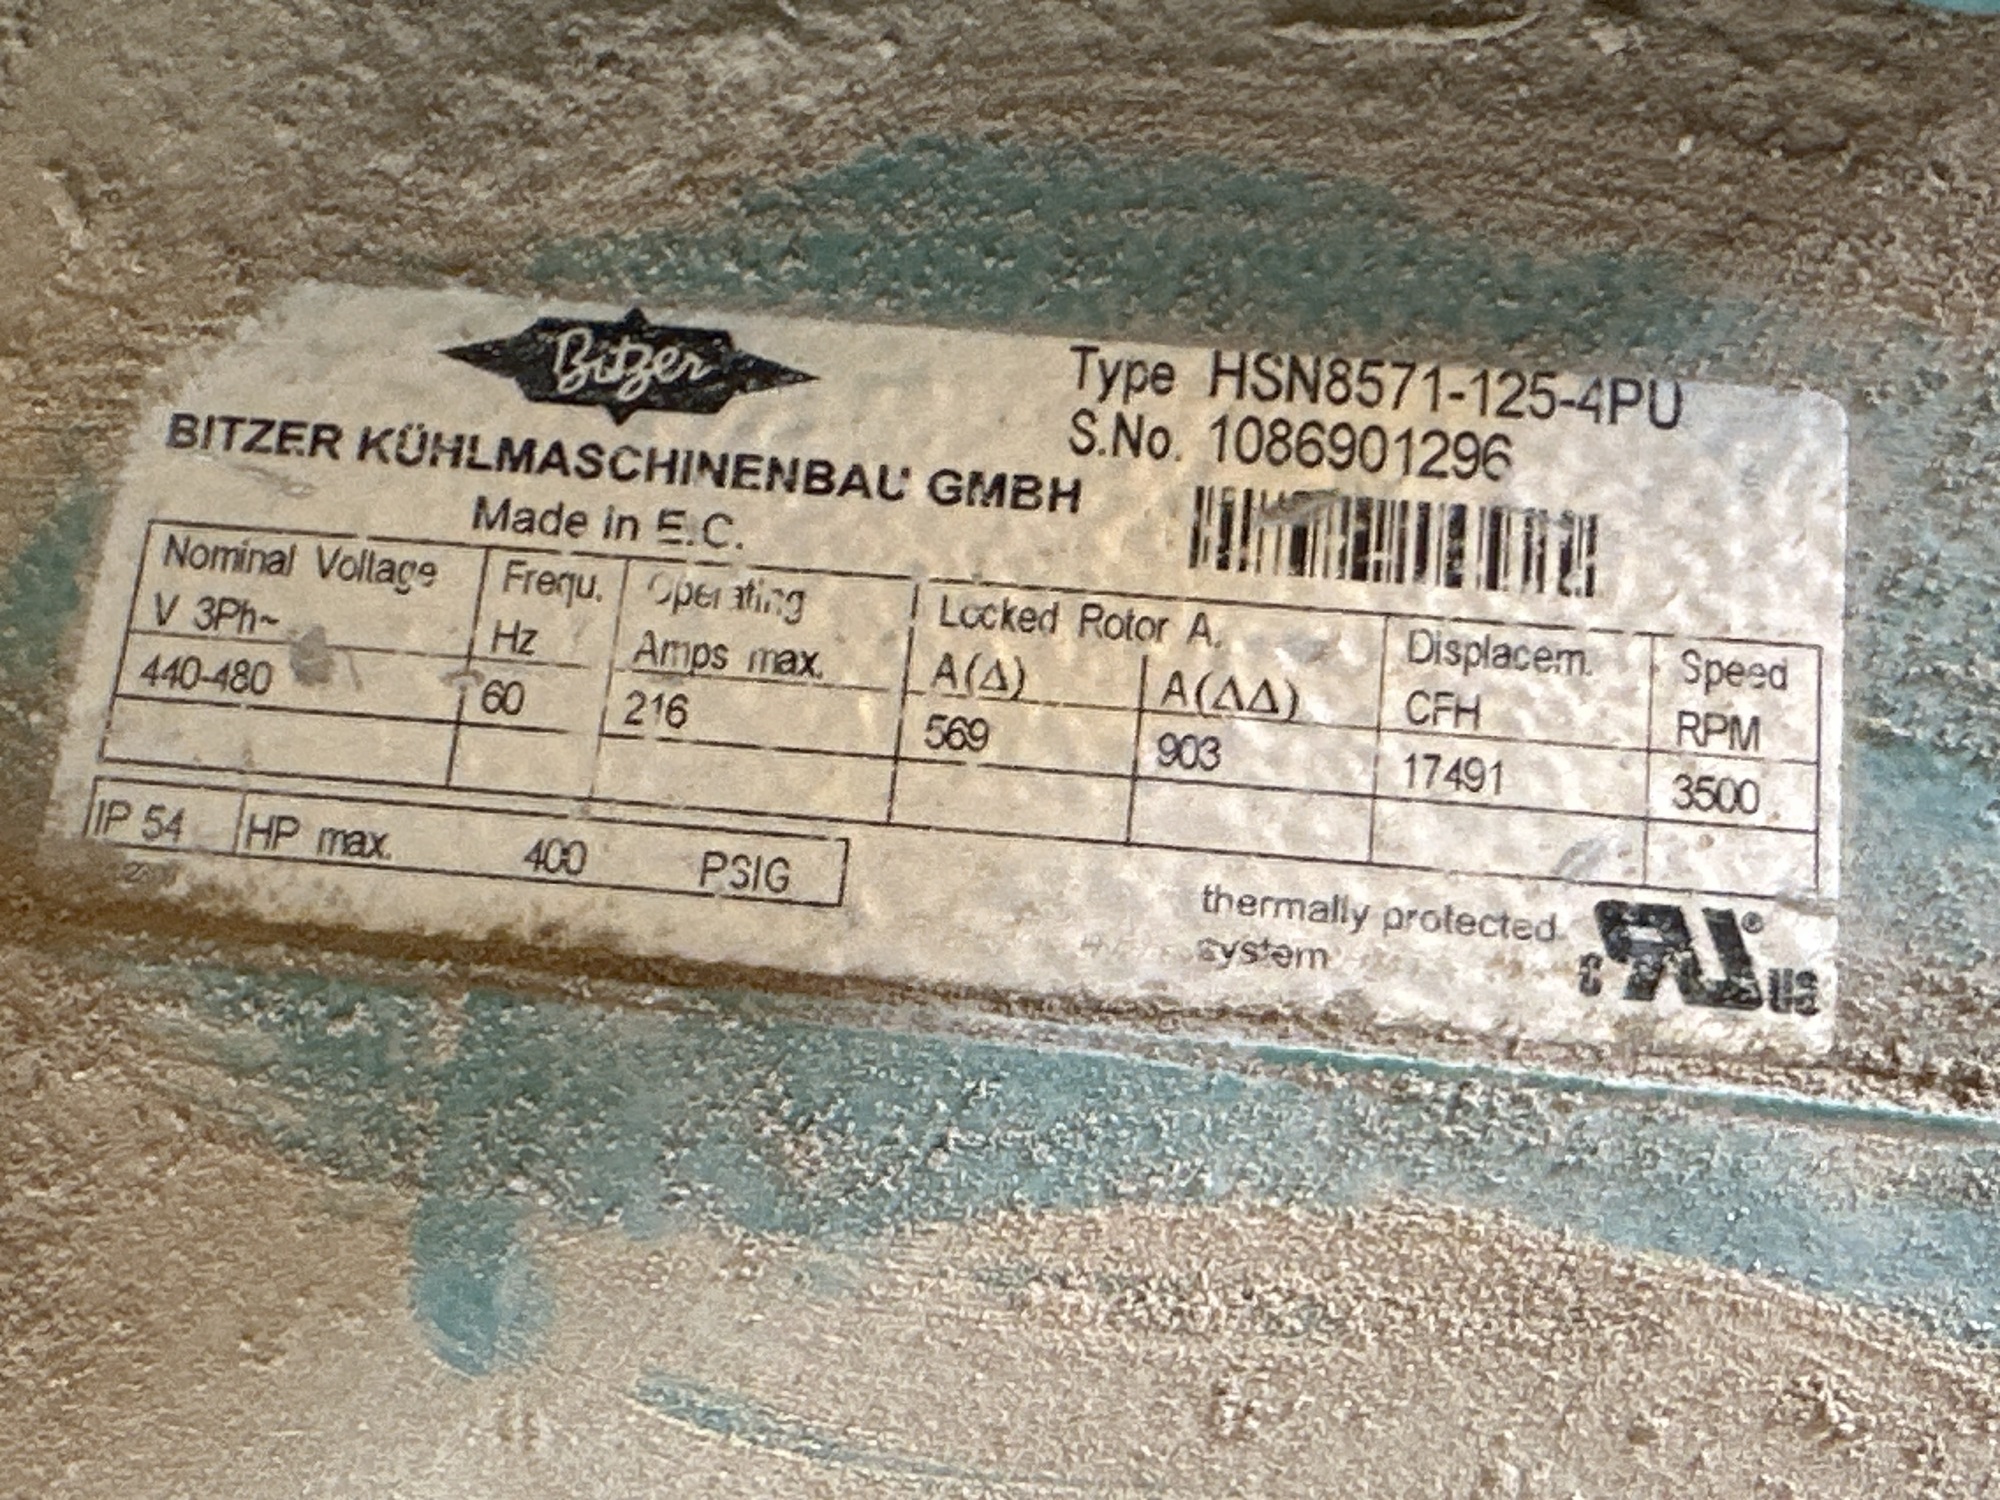 Bitzer
Type HSN8571-125-4PU
S.No. 1086901296
BITZER KÜHLMASCHINENBAU GMBH
Made in E.C.
Nominal Voltage
V 3Ph~
Frequ.
Hz
Operating
Amps max.
Locked Rotor A.
A(Δ) A(ΔΔ)
Displacem.
CFH
Speed
RPM
440-480 60 216 569 903 17491 3500
IP 54 HP max. 400 PSIG
thermally protected
system
c RU ® US